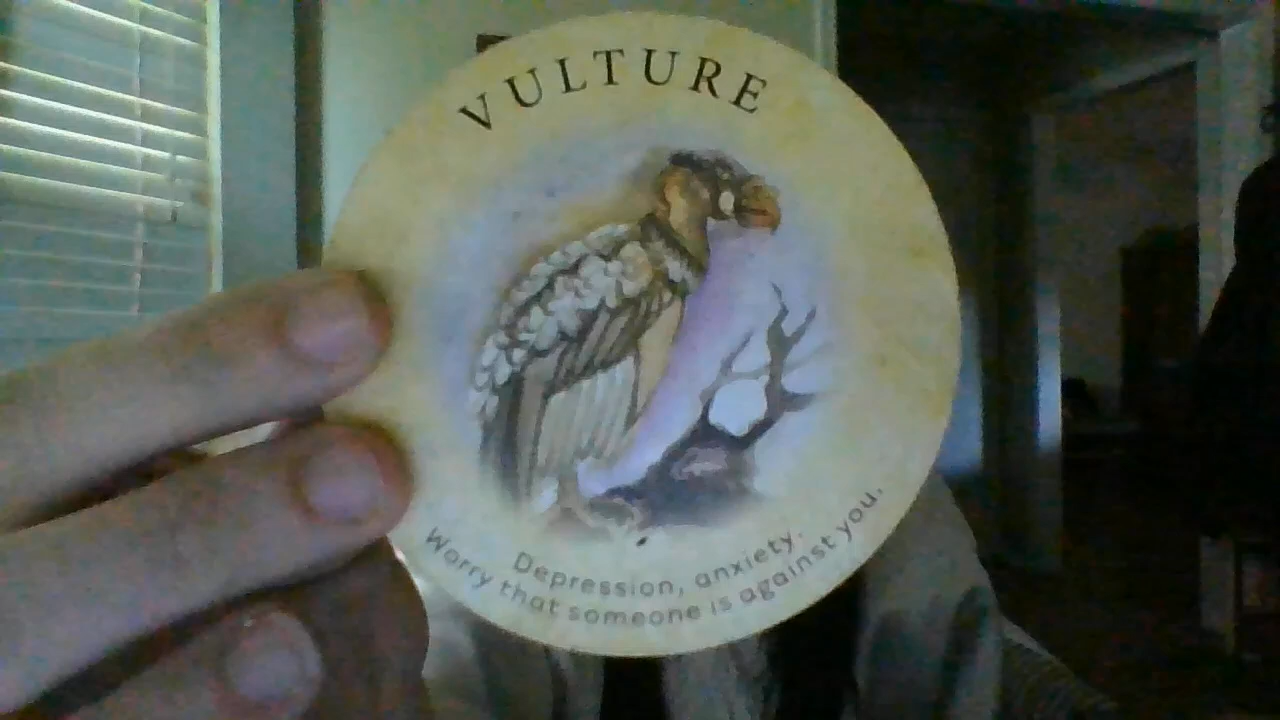 VULTURE
Depression, anxiety.
Worry that someone is against you.